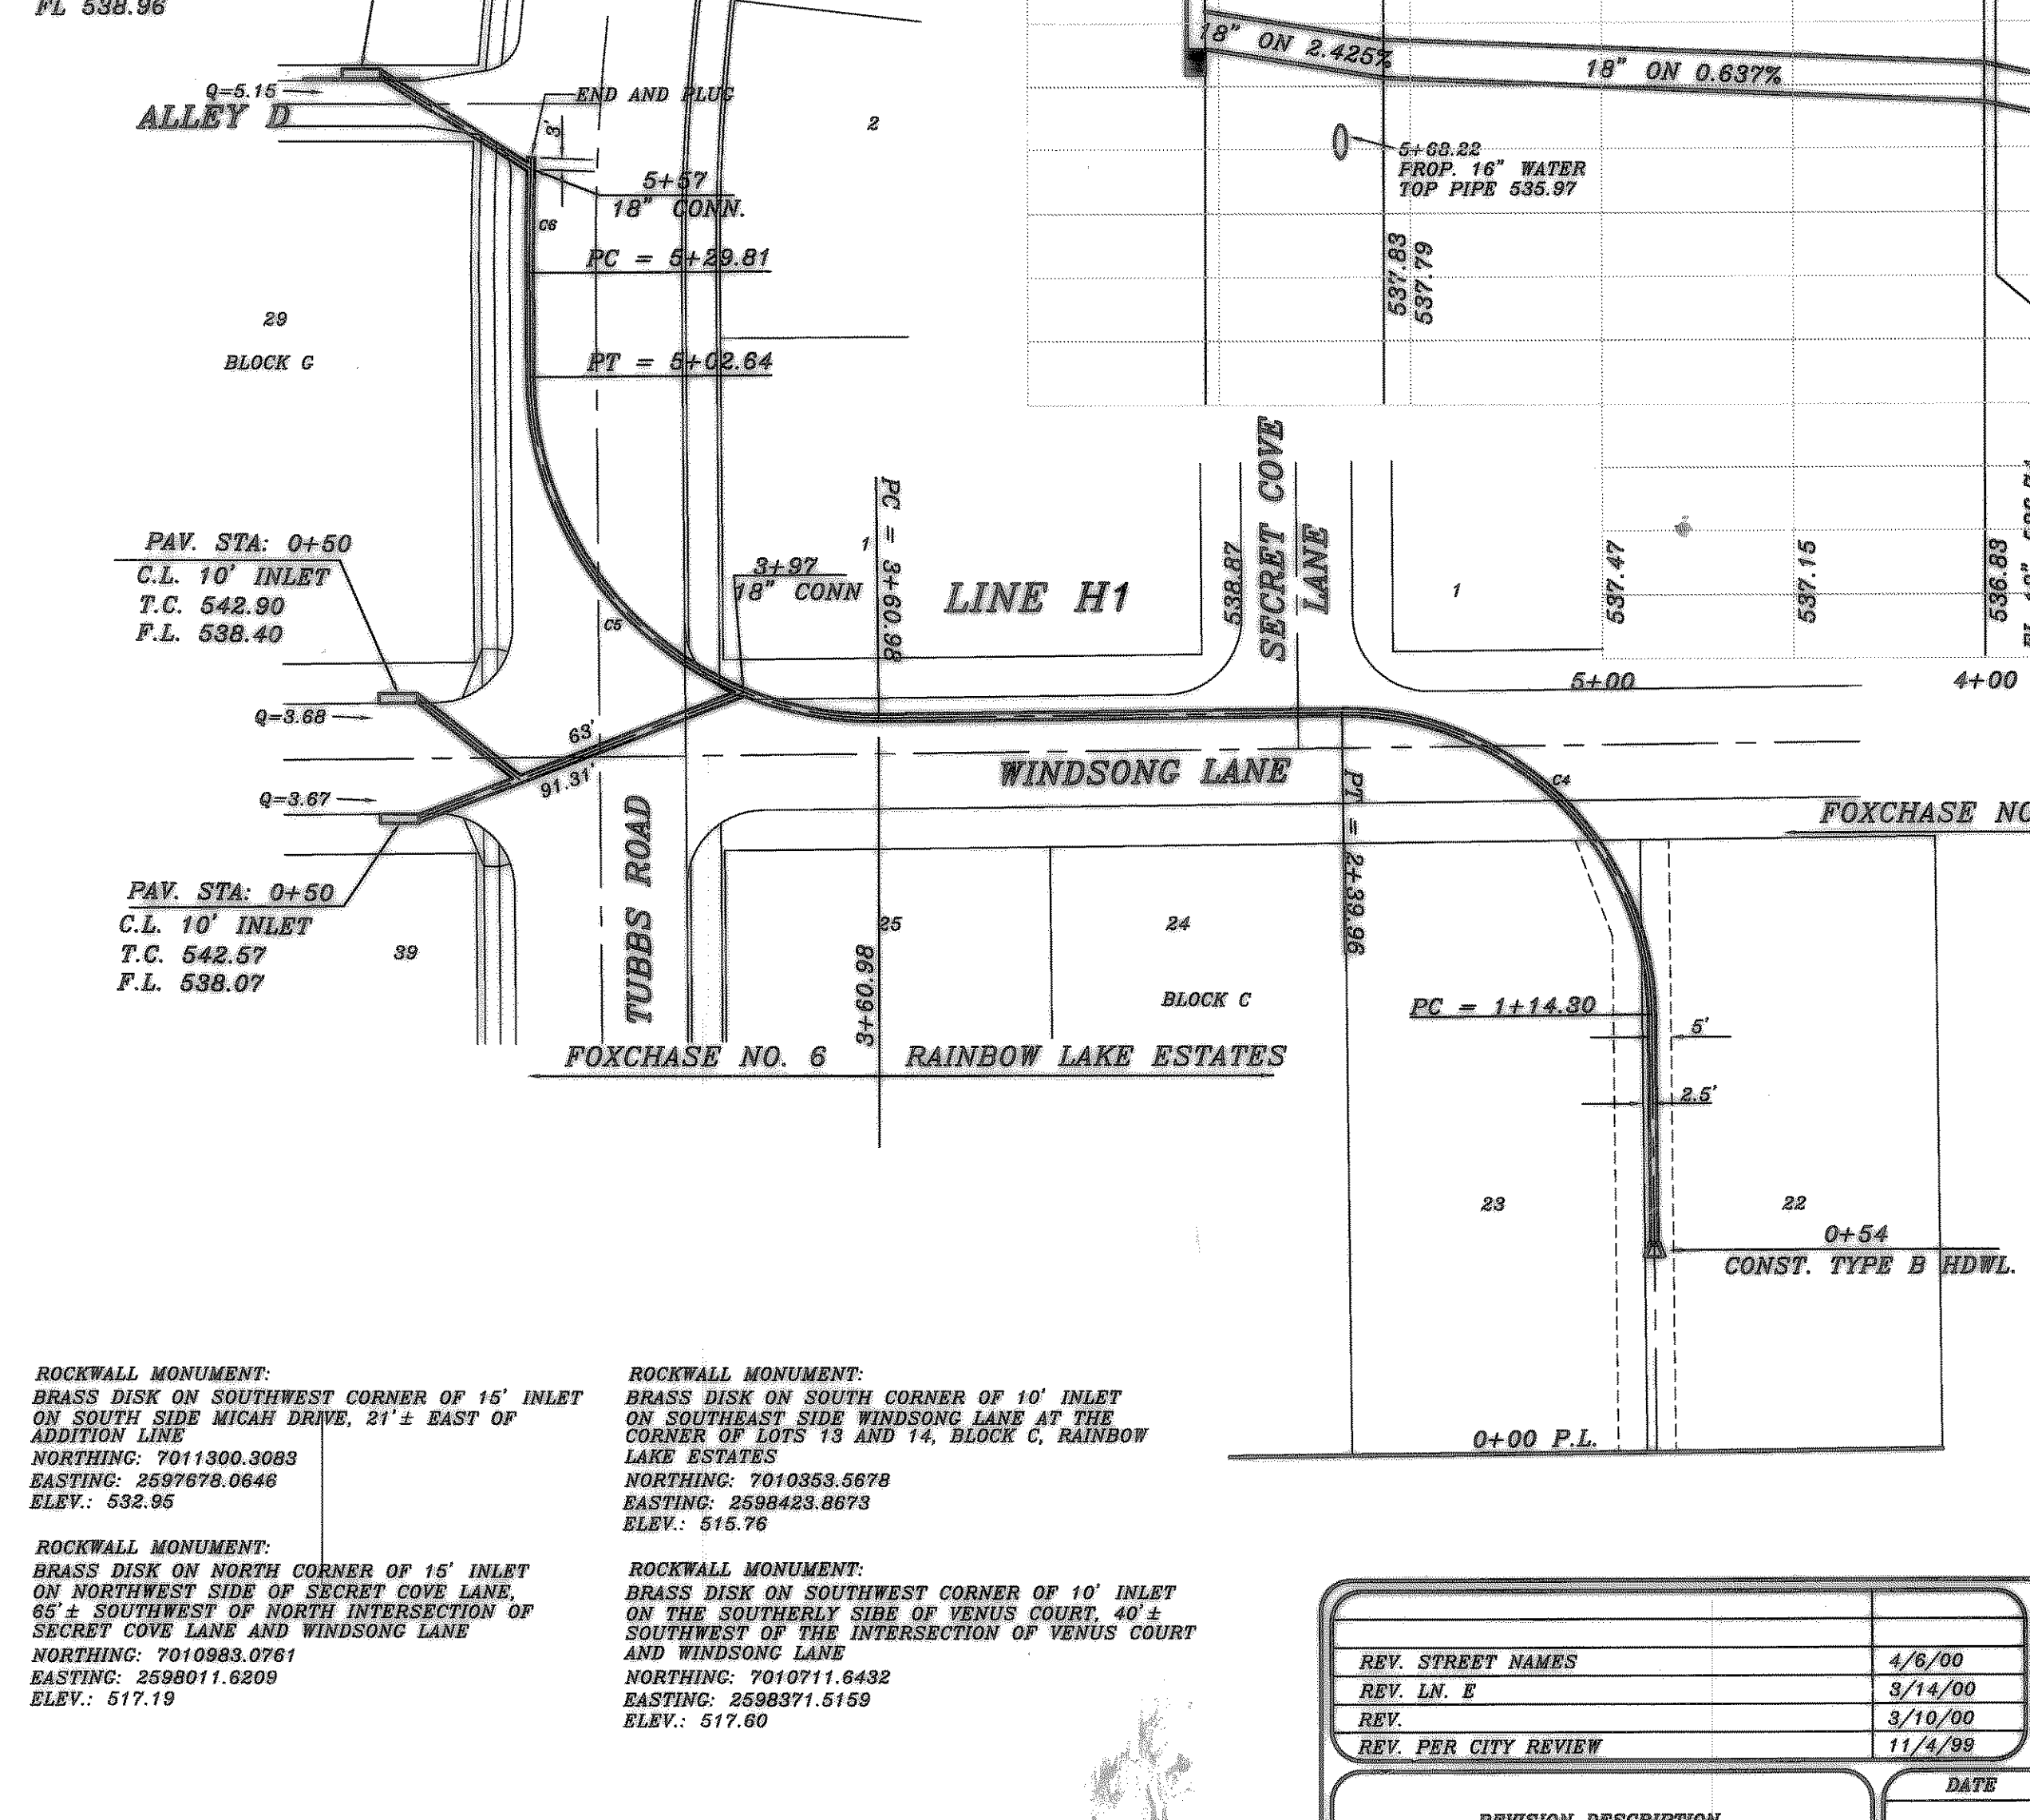 FL 538.96
Q=5.15
ALLEY D
END AND PLUG
3'
5+57
18" CONN.
C6
PC = 5+29.81
PT = 5+02.64
29
BLOCK G
2
18" ON 2.425%
18" ON 0.637%
5+68.22
PROP. 16" WATER
TOP PIPE 535.97
537.83
537.79
538.87
537.47
537.15
536.83
5+00
4+00
PAV. STA: 0+50
C.L. 10' INLET
T.C. 542.90
F.L. 538.40
C5
3+97
18" CONN
1
PC = 3+60.98
LINE H1
SECRET COVE
LANE
1
Q=3.68
63'
91.31'
Q=3.67
WINDSONG LANE
C4
FOXCHASE NO
PAV. STA: 0+50
C.L. 10' INLET
T.C. 542.57
F.L. 538.07
39
TUBBS ROAD
25
3+60.98
24
BLOCK C
PT = 2+39.96
PC = 1+14.30
5'
2.5'
FOXCHASE NO. 6
RAINBOW LAKE ESTATES
23
22
0+54
CONST. TYPE B HDWL.
0+00 P.L.
ROCKWALL MONUMENT:
BRASS DISK ON SOUTHWEST CORNER OF 15' INLET
ON SOUTH SIDE MICAH DRIVE, 21'± EAST OF
ADDITION LINE
NORTHING: 7011300.3083
EASTING: 2597678.0646
ELEV.: 532.95
ROCKWALL MONUMENT:
BRASS DISK ON NORTH CORNER OF 15' INLET
ON NORTHWEST SIDE OF SECRET COVE LANE,
65'± SOUTHWEST OF NORTH INTERSECTION OF
SECRET COVE LANE AND WINDSONG LANE
NORTHING: 7010983.0761
EASTING: 2598011.6209
ELEV.: 517.19
ROCKWALL MONUMENT:
BRASS DISK ON SOUTH CORNER OF 10' INLET
ON SOUTHEAST SIDE WINDSONG LANE AT THE
CORNER OF LOTS 13 AND 14, BLOCK C, RAINBOW
LAKE ESTATES
NORTHING: 7010353.5678
EASTING: 2598423.8673
ELEV.: 515.76
ROCKWALL MONUMENT:
BRASS DISK ON SOUTHWEST CORNER OF 10' INLET
ON THE SOUTHERLY SIBE OF VENUS COURT, 40'±
SOUTHWEST OF THE INTERSECTION OF VENUS COURT
AND WINDSONG LANE
NORTHING: 7010711.6432
EASTING: 2598371.5159
ELEV.: 517.60
REV. STREET NAMES 4/6/00
REV. LN. E 3/14/00
REV. 3/10/00
REV. PER CITY REVIEW 11/4/99
REVISION DESCRIPTION
DATE